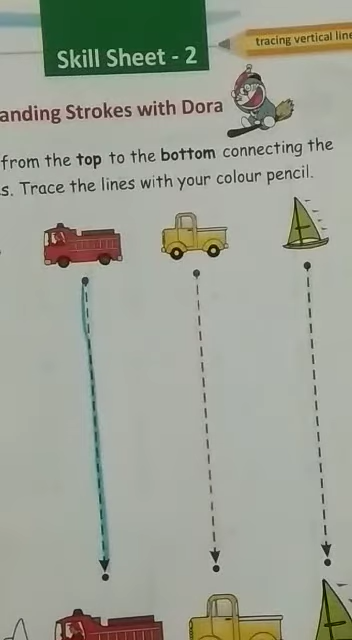 Skill Sheet - 2
tracing vertical line
anding Strokes with Dora
from the top to the bottom connecting the
s. Trace the lines with your colour pencil.